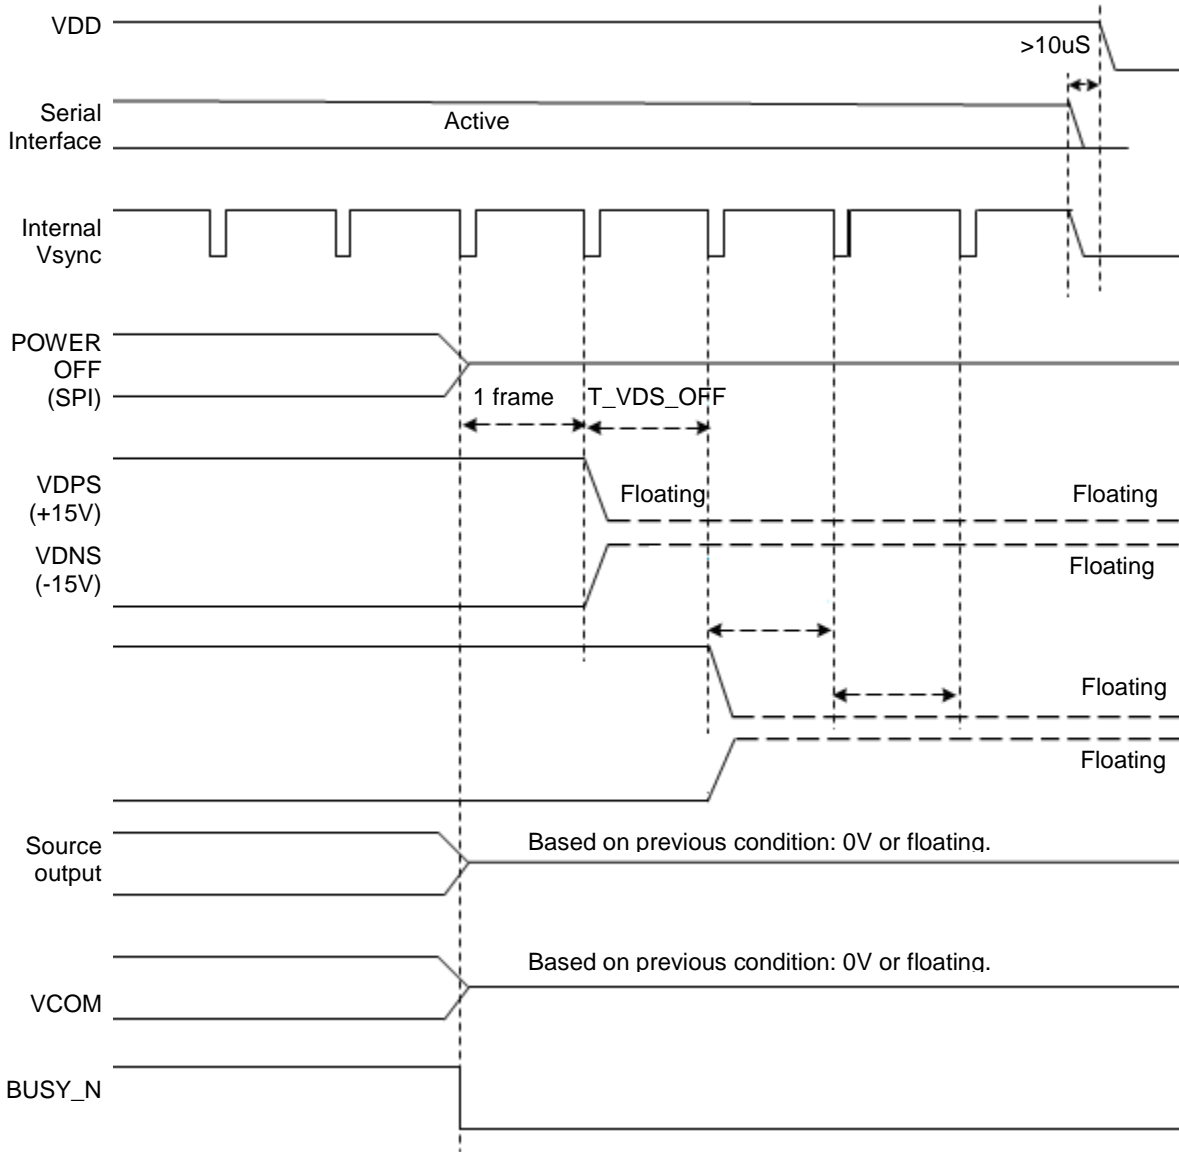 VDD
>10uS
Serial
Interface
Active
Internal
Vsync
POWER
OFF
(SPI)
1 frame
T_VDS_OFF
VDPS
(+15V)
Floating
Floating
VDNS
(-15V)
Floating
Floating
Floating
Source
output
Based on previous condition: 0V or floating.
VCOM
Based on previous condition: 0V or floating.
BUSY_N